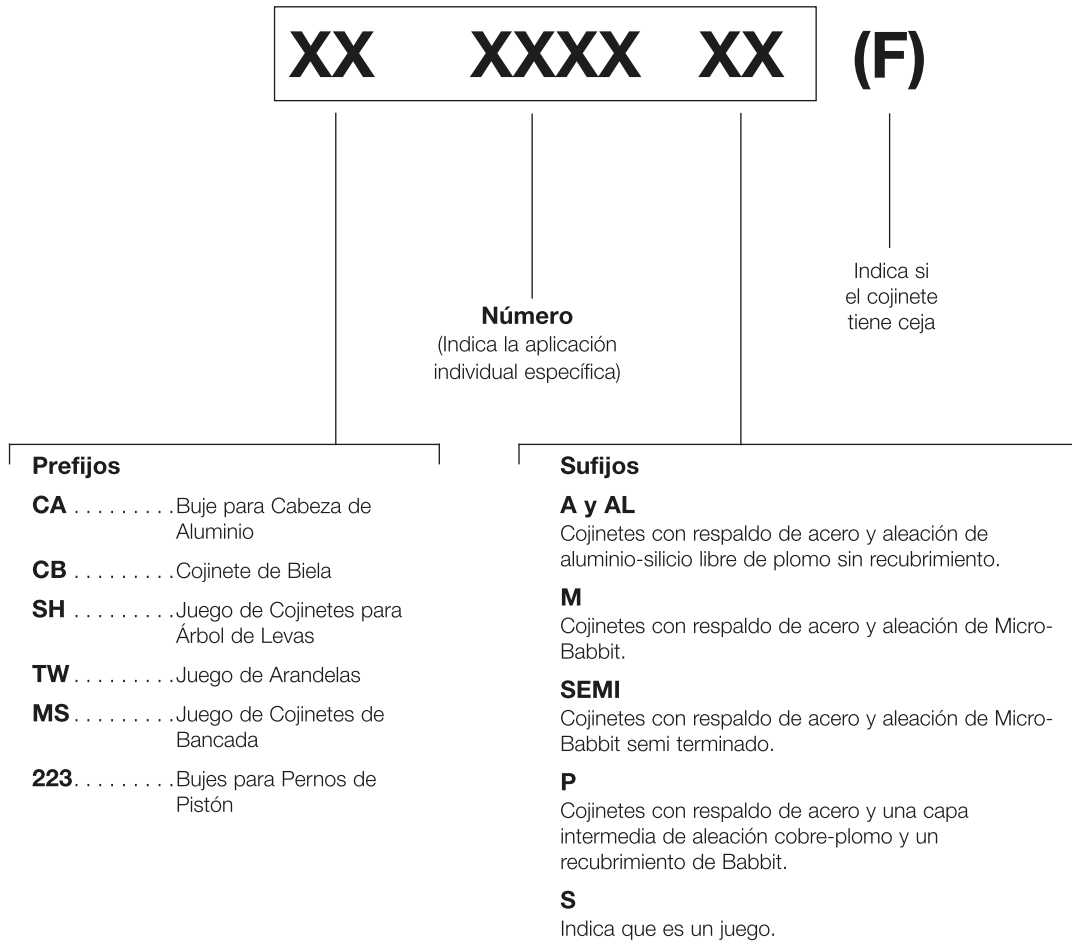 XX XXXX XX (F)
Indica si
el cojinete
tiene ceja
Número
(Indica la aplicación
individual específica)
Prefijos
CA . . . . . . . . . Buje para Cabeza de
Aluminio
CB . . . . . . . . . Cojinete de Biela
SH . . . . . . . . . Juego de Cojinetes para
Árbol de Levas
TW . . . . . . . . . Juego de Arandelas
MS . . . . . . . . . Juego de Cojinetes de
Bancada
223. . . . . . . . . Bujes para Pernos de
Pistón
Sufijos
A y AL
Cojinetes con respaldo de acero y aleación de
aluminio-silicio libre de plomo sin recubrimiento.
M
Cojinetes con respaldo de acero y aleación de Micro-
Babbit.
SEMI
Cojinetes con respaldo de acero y aleación de Micro-
Babbit semi terminado.
P
Cojinetes con respaldo de acero y una capa
intermedia de aleación cobre-plomo y un
recubrimiento de Babbit.
S
Indica que es un juego.